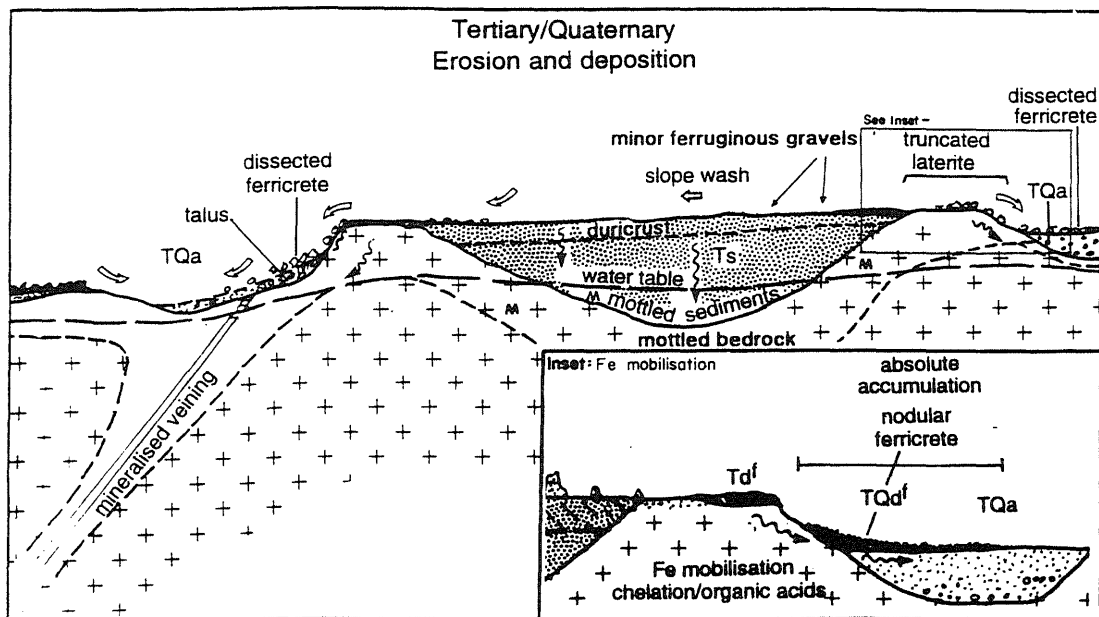 Tertiary/Quaternary
Erosion and deposition
dissected
ferricrete
See Inset –
minor ferruginous gravels
truncated
laterite
dissected
ferricrete
slope wash
TQa
talus
TQa
duricrust
Ts
water table
M
M
M
mottled sediments
mottled bedrock
mineralised veining
Inset: Fe mobilisation
absolute
accumulation
nodular
ferricrete
Tdf
TQdf
TQa
Fe mobilisation
chelation/organic acids